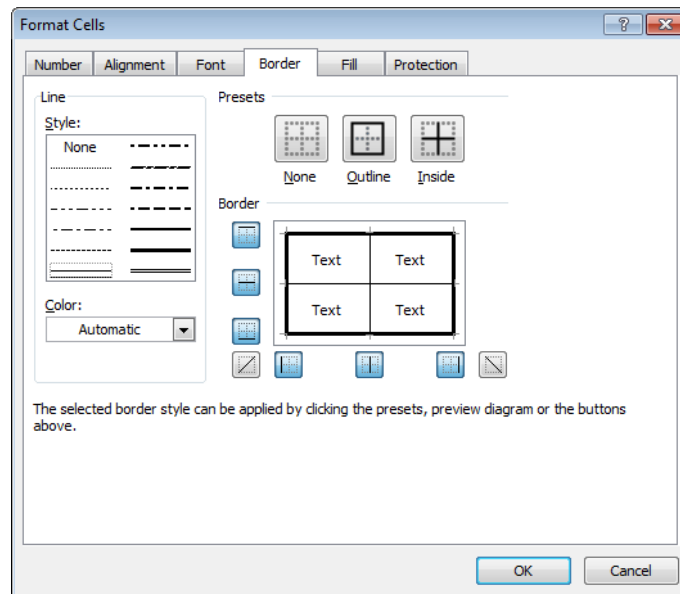 Format Cells
Number Alignment Font Border Fill Protection
Line
Style:
None
Color:
Automatic
Presets
None Outline Inside
Border
Text Text
Text Text
The selected border style can be applied by clicking the presets, preview diagram or the buttons
above.
OK Cancel